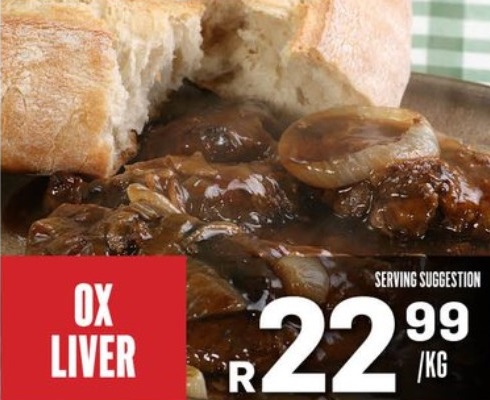 OX
LIVER
SERVING SUGGESTION
R22 99
/KG